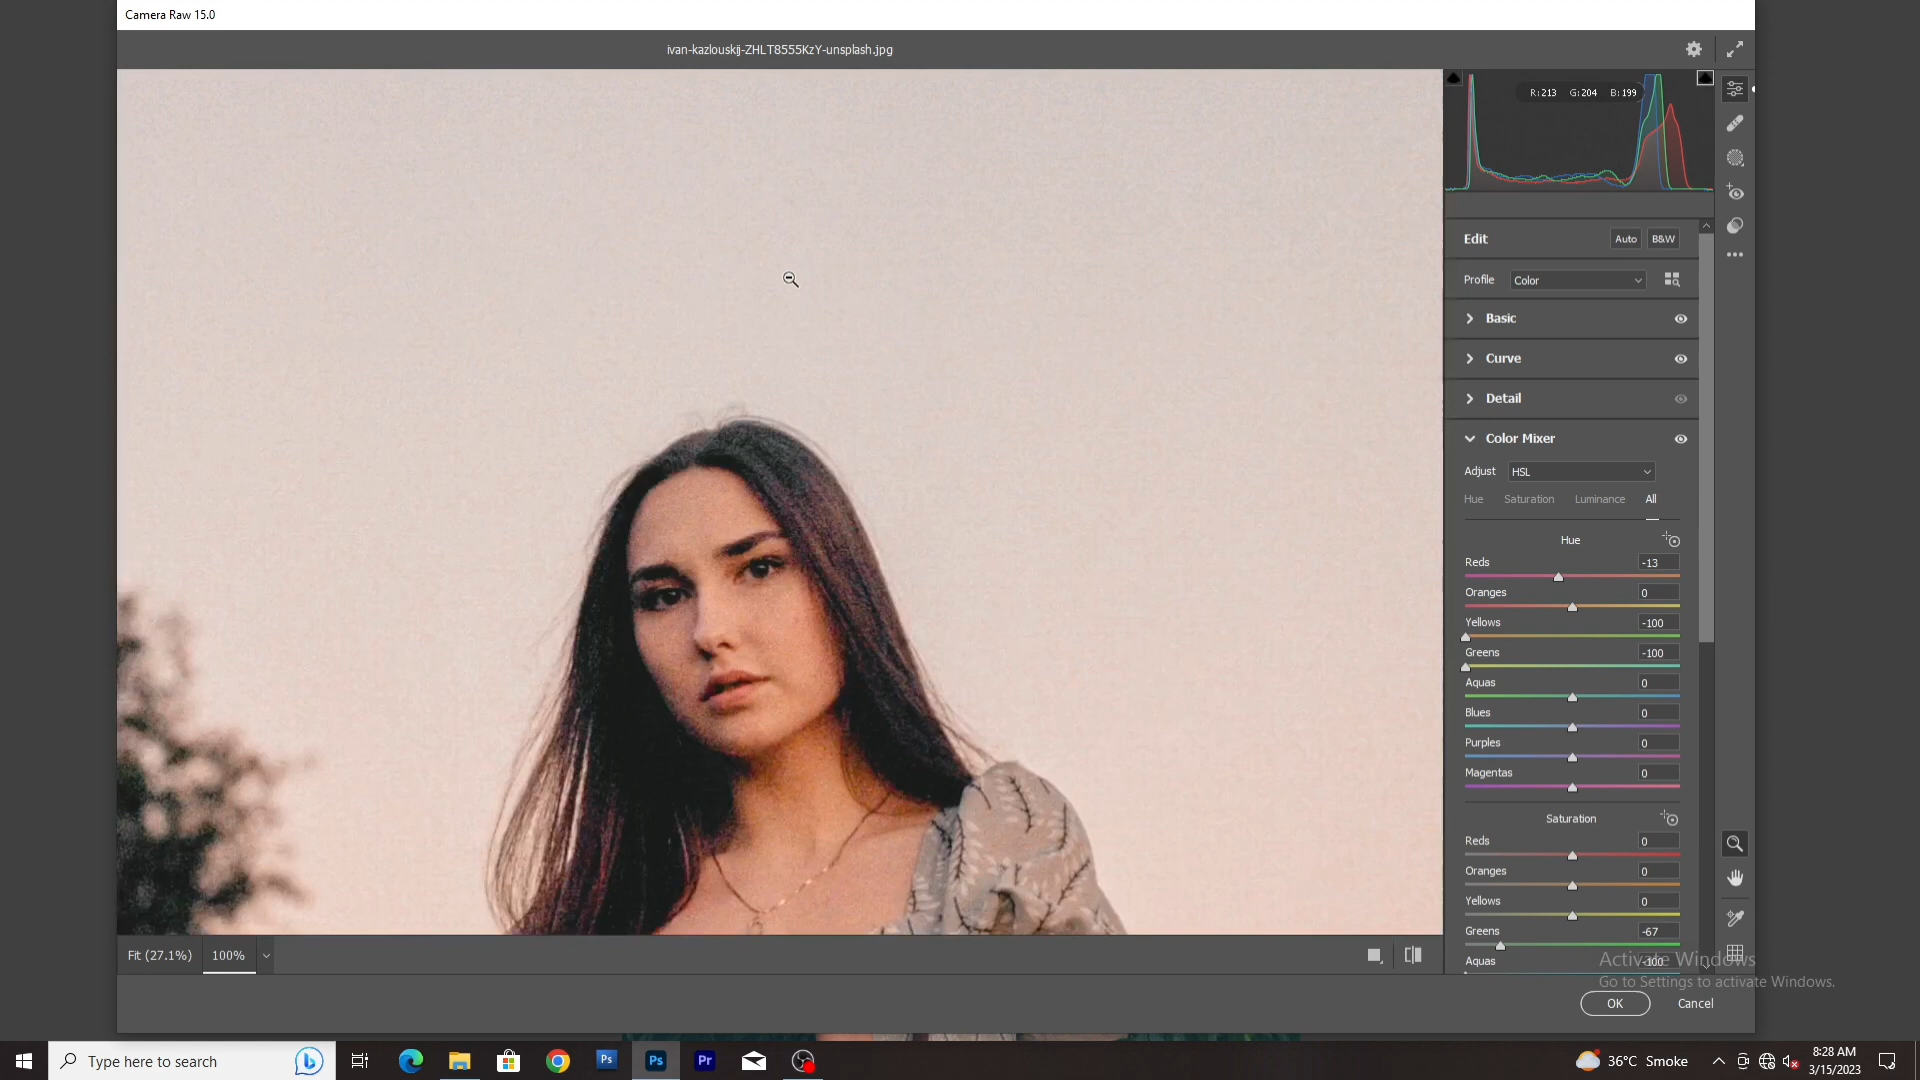 Camera Raw 15.0
ivan-kazlouskij-ZHLT8555KzY-unsplash.jpg
R:213 G:204 B:199
Edit Auto B&W
Profile Color
Basic
Curve
Detail
Color Mixer
Adjust HSL
Hue Saturation Luminance All
Hue
Reds -13
Oranges 0
Yellows -100
Greens -100
Aquas 0
Blues 0
Purples 0
Magentas 0
Saturation
Reds 0
Oranges 0
Yellows 0
Greens -67
Aquas -100
Fit (27.1%) 100%
Activate Windows
Go to Settings to activate Windows.
OK Cancel
Type here to search
Ps Ps Pr
36°C Smoke
8:28 AM
3/15/2023